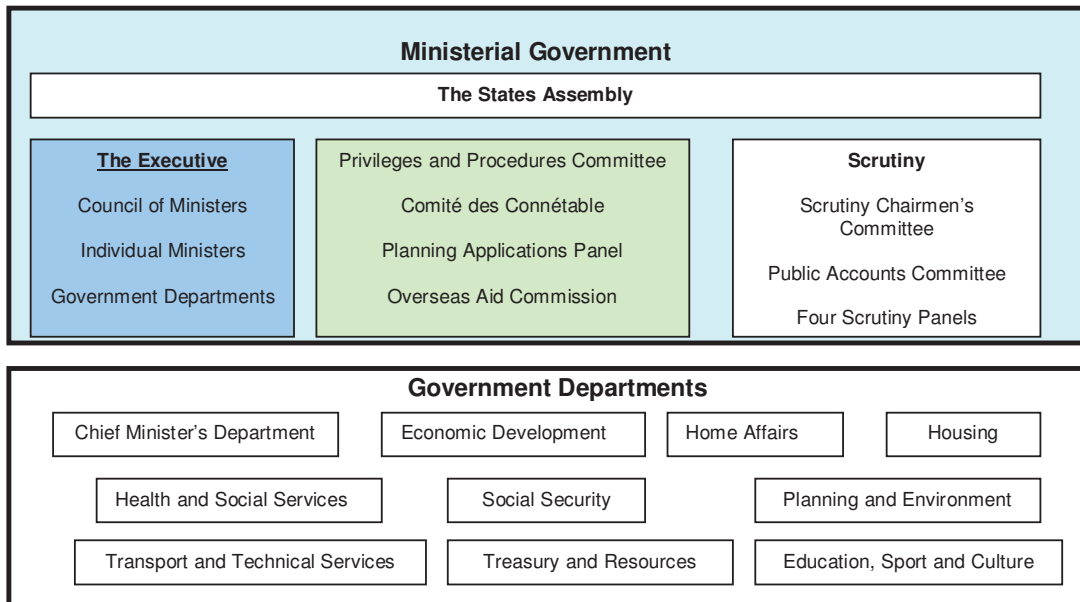 Ministerial Government
The States Assembly
The Executive
Council of Ministers
Individual Ministers
Government Departments
Privileges and Procedures Committee
Comité des Connétable
Planning Applications Panel
Overseas Aid Commission
Scrutiny
Scrutiny Chairmen's
Committee
Public Accounts Committee
Four Scrutiny Panels
Government Departments
Chief Minister's Department
Economic Development
Home Affairs
Housing
Health and Social Services
Social Security
Planning and Environment
Transport and Technical Services
Treasury and Resources
Education, Sport and Culture